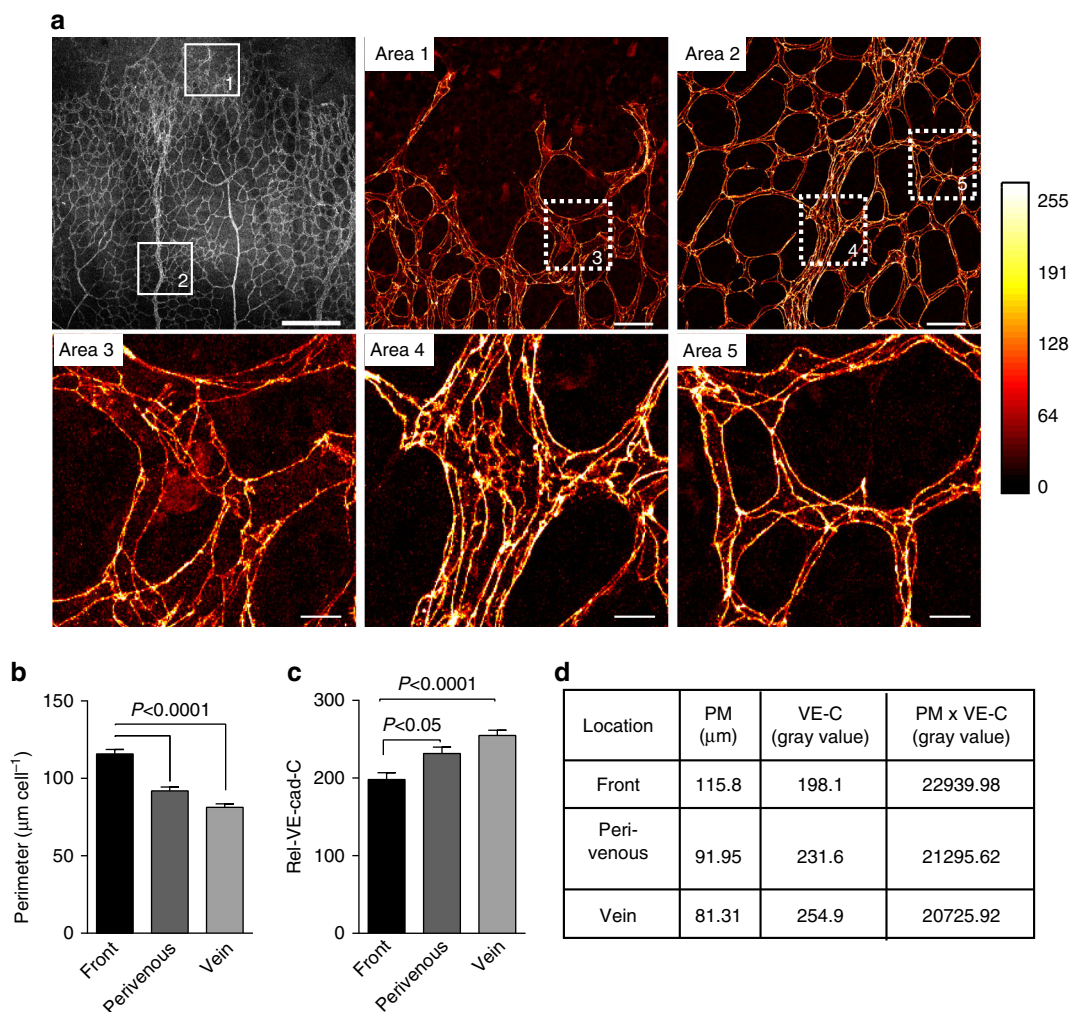 a
Area 1
Area 2
1
2
3
4
5
Area 3
Area 4
Area 5
255
191
128
64
0
b
Perimeter (μm cell⁻¹)
150
100
50
0
P<0.0001
Front
Perivenous
Vein
c
Rel-VE-cad-C
300
200
100
0
P<0.0001
P<0.05
Front
Perivenous
Vein
d
Location PM (μm) VE-C (gray value) PM x VE-C (gray value)
Front 115.8 198.1 22939.98
Peri-
venous 91.95 231.6 21295.62
Vein 81.31 254.9 20725.92